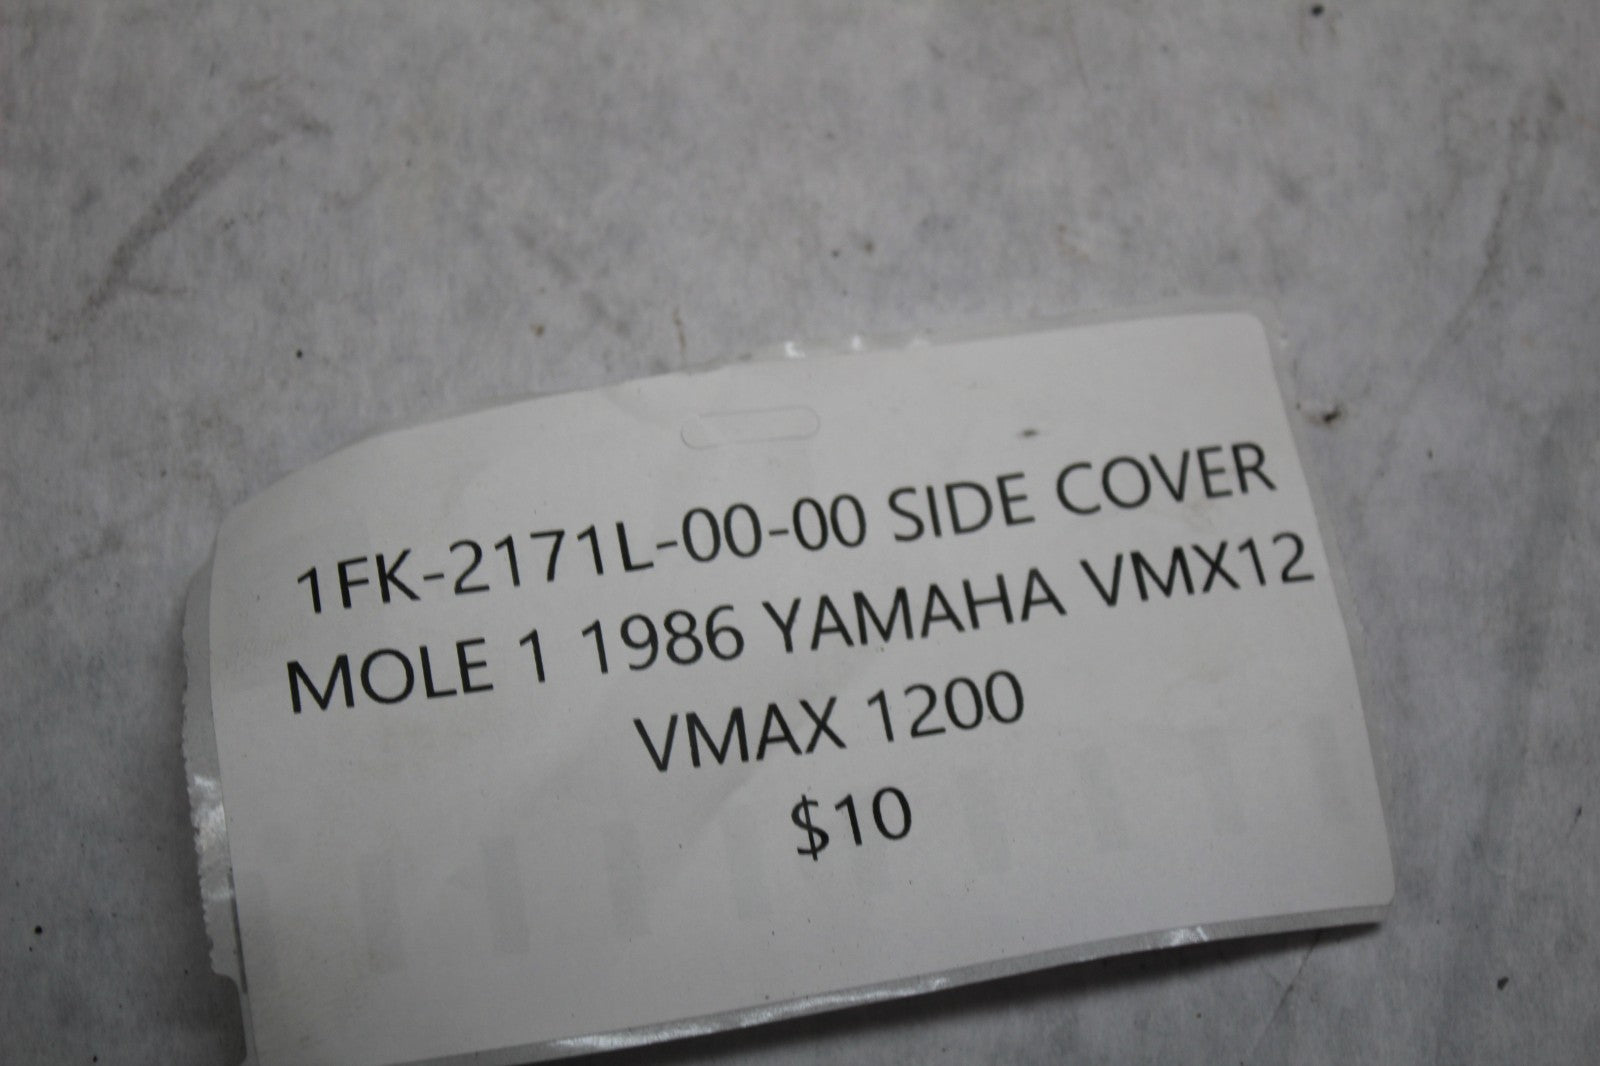 1FK-2171L-00-00 SIDE COVER
MOLE 1 1986 YAMAHA VMX12
VMAX 1200
$10